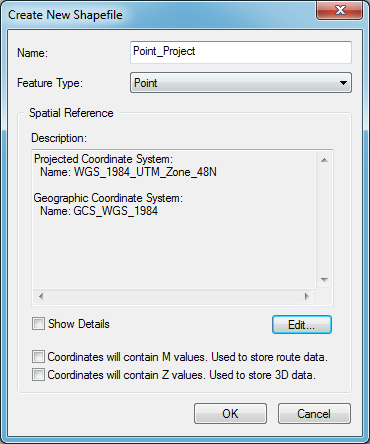 Create New Shapefile
Name:
Point_Project
Feature Type:
Point
Spatial Reference
Description:
Projected Coordinate System:
Name: WGS_1984_UTM_Zone_48N
Geographic Coordinate System:
Name: GCS_WGS_1984
Show Details
Edit...
Coordinates will contain M values. Used to store route data.
Coordinates will contain Z values. Used to store 3D data.
OK
Cancel